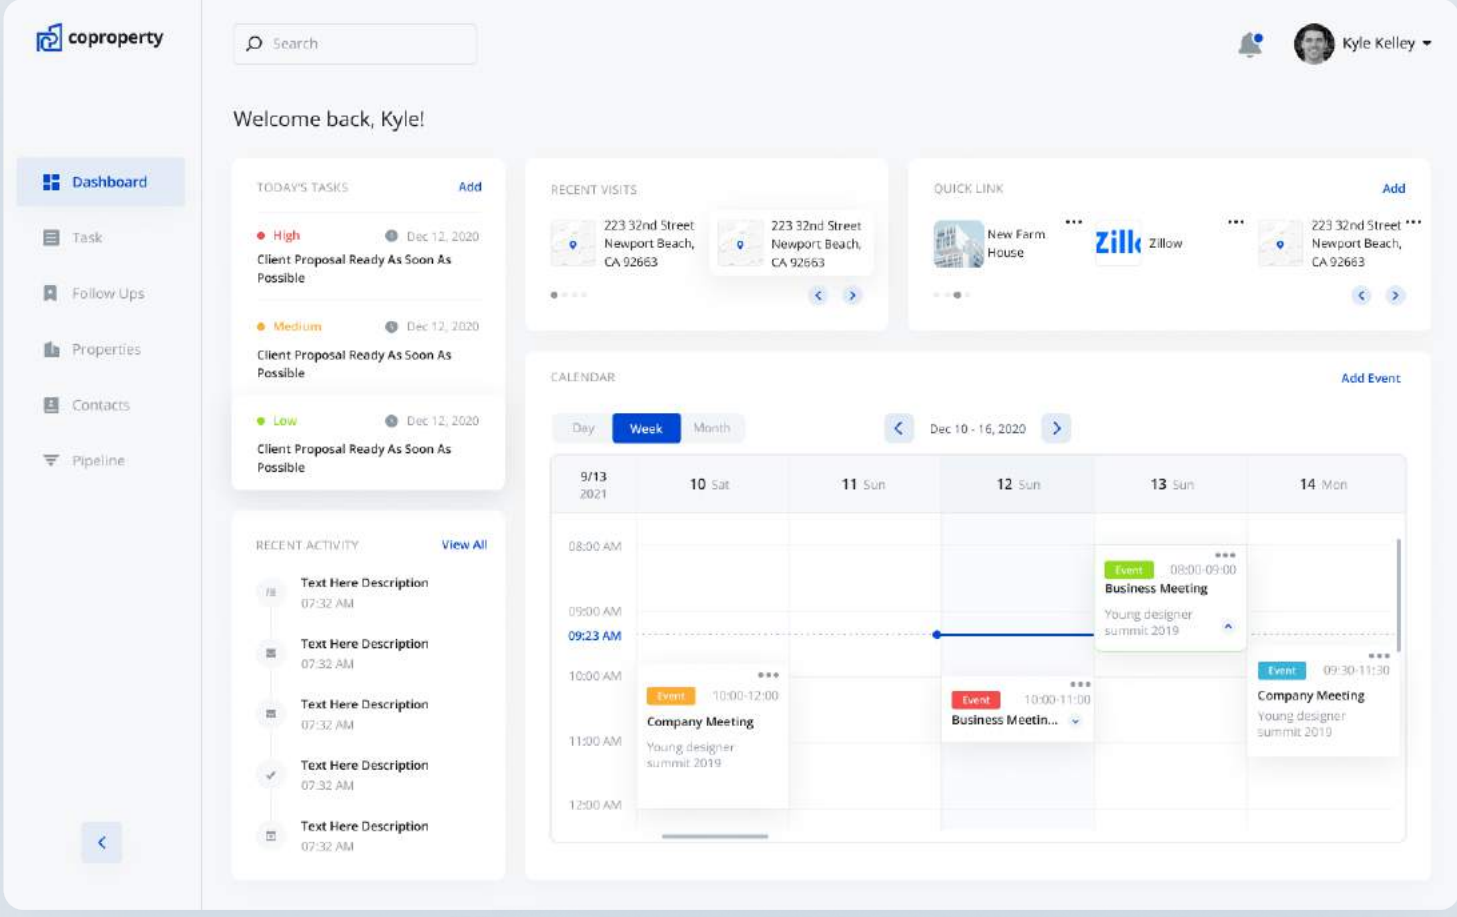 coproperty
Search
Kyle Kelley
Welcome back, Kyle!
Dashboard
Task
Follow Ups
Properties
Contacts
Pipeline
TODAY'S TASKS
Add
High
Dec 12, 2020
Client Proposal Ready As Soon As
Possible
Medium
Dec 12, 2020
Client Proposal Ready As Soon As
Possible
Low
Dec 12, 2020
Client Proposal Ready As Soon As
Possible
RECENT ACTIVITY
View All
Text Here Description
07:32 AM
Text Here Description
07:32 AM
Text Here Description
07:32 AM
Text Here Description
07:32 AM
Text Here Description
07:32 AM
RECENT VISITS
223 32nd Street
Newport Beach,
CA 92663
223 32nd Street
Newport Beach,
CA 92663
QUICK LINK
Add
New Farm
House
Zillo
Zillow
223 32nd Street
Newport Beach,
CA 92663
CALENDAR
Add Event
Day
Week
Month
Dec 10 - 16, 2020
9/13
2021
10 Sat
11 Sun
12 Sun
13 Sun
14 Mon
08:00 AM
09:00 AM
09:23 AM
10:00 AM
11:00 AM
12:00 AM
Event 10:00-12:00
Company Meeting
Young designer
summit 2019
Event 10:00-11:00
Business Meetin...
Event 08:00-09:00
Business Meeting
Young designer
summit 2019
Event 09:30-11:30
Company Meeting
Young designer
summit 2019